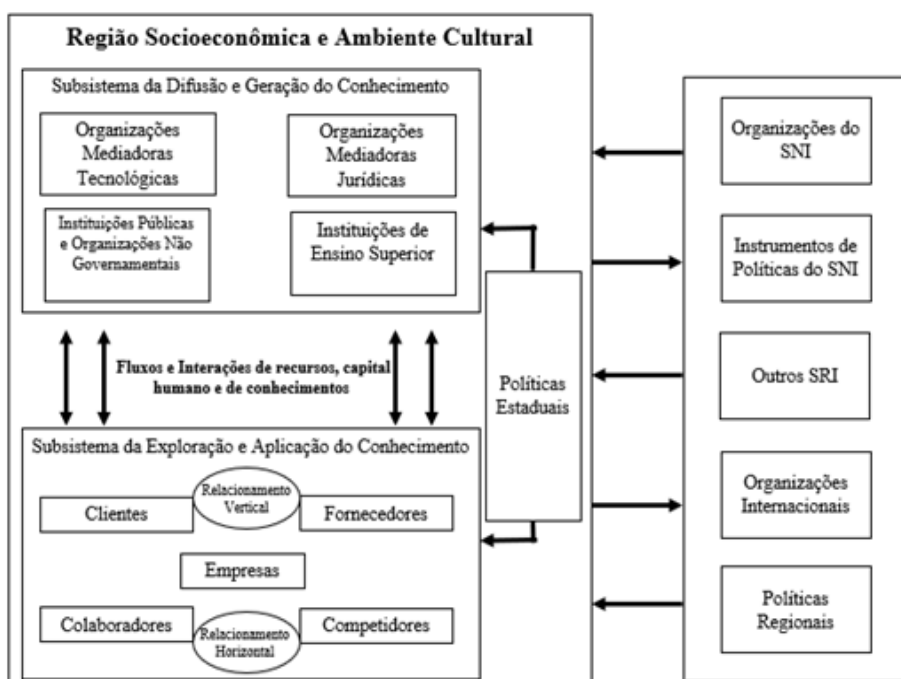 Região Socioeconômica e Ambiente Cultural
Subsistema da Difusão e Geração do Conhecimento
Organizações
Mediadoras
Tecnológicas
Organizações
Mediadoras
Jurídicas
Instituições Públicas
e Organizações Não
Governamentais
Instituições de
Ensino Superior
Fluxos e Interações de recursos, capital
humano e de conhecimentos
Políticas
Estaduais
Subsistema da Exploração e Aplicação do Conhecimento
Relacionamento
Vertical
Clientes
Fornecedores
Empresas
Colaboradores
Competidores
Relacionamento
Horizontal
Organizações do
SNI
Instrumentos de
Políticas do SNI
Outros SRI
Organizações
Internacionais
Políticas
Regionais